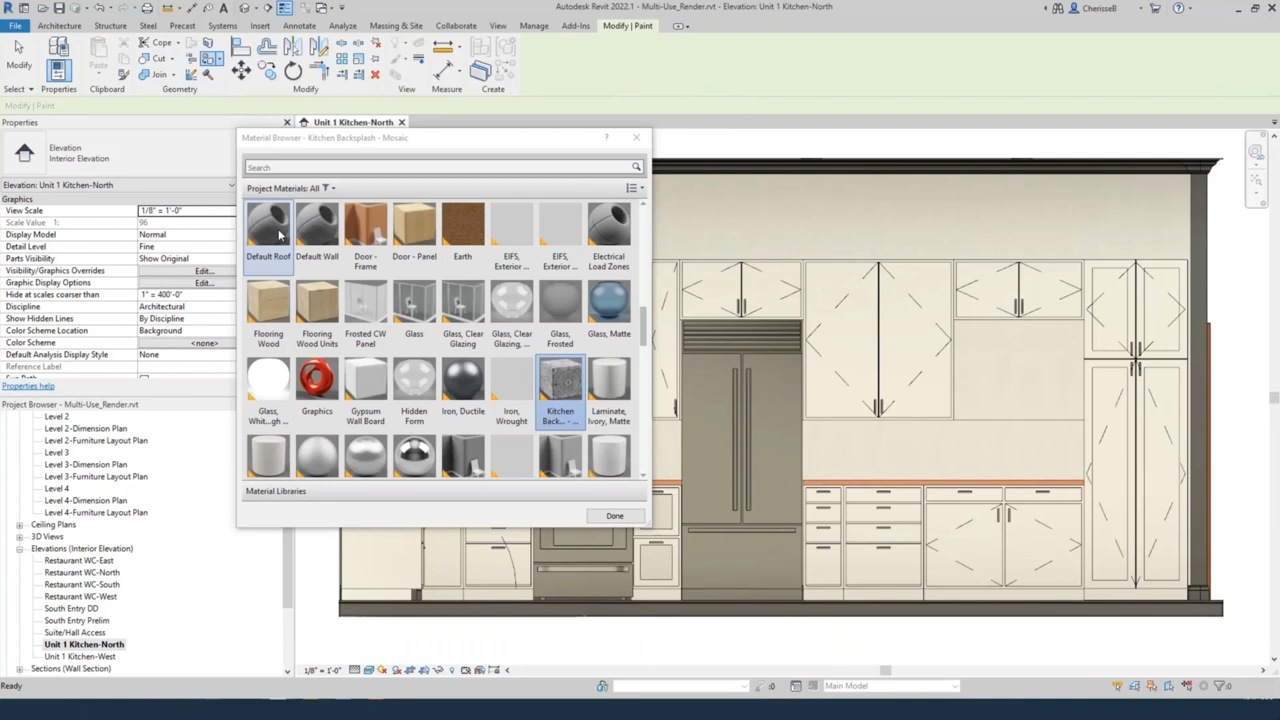 Autodesk Revit 2022.1 - Multi-Use_Render.rvt - Elevation: Unit 1 Kitchen-North
CherisseB
File Architecture Structure Steel Precast Systems Insert Annotate Analyze Massing & Site Collaborate View Manage Add-Ins Modify | Paint
Modify
Paste
Cope
Cut
Join
Select Properties Clipboard Geometry Modify View Measure Create
Modify | Paint
Properties
Elevation
Interior Elevation
Elevation: Unit 1 Kitchen-North
Graphics
View Scale 1/8" = 1'-0"
Scale Value 1: 96
Display Model Normal
Detail Level Fine
Parts Visibility Show Original
Visibility/Graphics Overrides Edit...
Graphic Display Options Edit...
Hide at scales coarser than 1" = 400'-0"
Discipline Architectural
Show Hidden Lines By Discipline
Color Scheme Location Background
Color Scheme <none>
Default Analysis Display Style None
Reference Label
Sun Path
Properties help
Project Browser - Multi-Use_Render.rvt
Level 2
Level 2-Dimension Plan
Level 2-Furniture Layout Plan
Level 3
Level 3-Dimension Plan
Level 3-Furniture Layout Plan
Level 4
Level 4-Dimension Plan
Level 4-Furniture Layout Plan
Ceiling Plans
3D Views
Elevations (Interior Elevation)
Restaurant WC-East
Restaurant WC-North
Restaurant WC-South
Restaurant WC-West
South Entry DD
South Entry Prelim
Suite/Hall Access
Unit 1 Kitchen-North
Unit 1 Kitchen-West
Sections (Wall Section)
Unit 1 Kitchen-North
Material Browser - Kitchen Backsplash - Mosaic
Search
Project Materials: All
Default Roof
Default Wall
Door - Frame
Door - Panel
Earth
EIFS, Exterior ...
EIFS, Exterior ...
Electrical Load Zones
Flooring Wood
Flooring Wood Units
Frosted CW Panel
Glass
Glass, Clear Glazing
Glass, Clear Glazing, ...
Glass, Frosted
Glass, Matte
Glass, Whit...gh ...
Graphics
Gypsum Wall Board
Hidden Form
Iron, Ductile
Iron, Wrought
Kitchen Back... - ...
Laminate, Ivory, Matte
Material Libraries
Done
1/8" = 1'-0"
Ready
:0
Main Model
:0